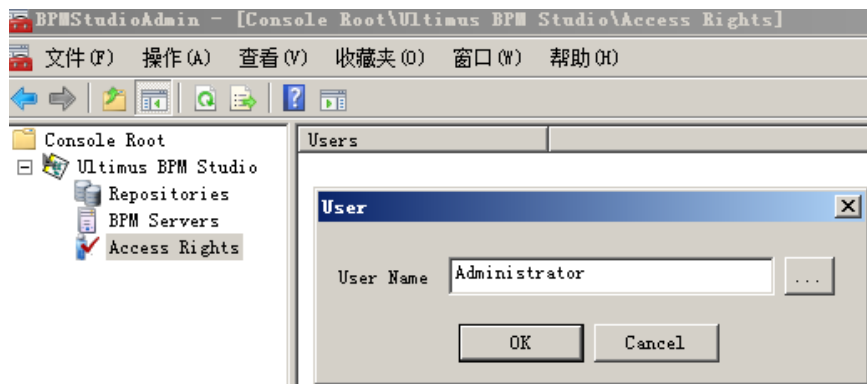 BPMStudioAdmin - [Console Root\Ultimus BPM Studio\Access Rights]
文件(F) 操作(A) 查看(V) 收藏夹(O) 窗口(W) 帮助(H)
Console Root
Ultimus BPM Studio
Repositories
BPM Servers
Access Rights
Users
User
User Name Administrator ...
OK Cancel